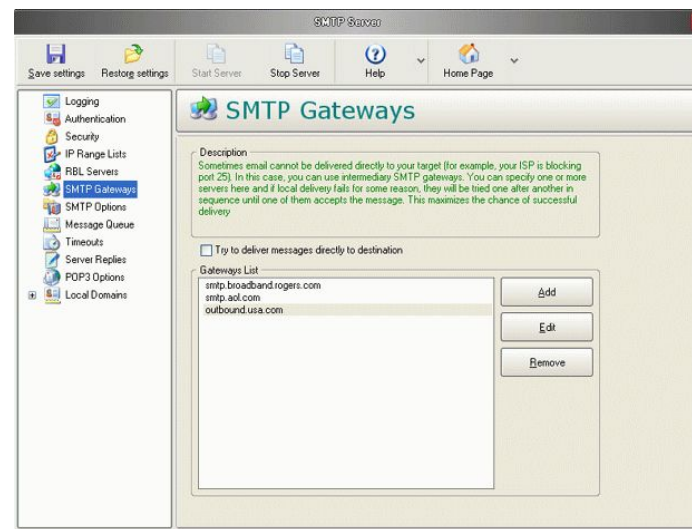 SMTP Server
Save settings
Restore settings
Start Server
Stop Server
Help
Home Page
Logging
Authentication
Security
IP Range Lists
RBL Servers
SMTP Gateways
SMTP Options
Message Queue
Timeouts
Server Replies
POP3 Options
Local Domains
SMTP Gateways
Description
Sometimes email cannot be delivered directly to your target (for example, your ISP is blocking
port 25). In this case, you can use intermediary SMTP gateways. You can specify one or more
servers here and if local delivery fails for some reason, they will be tried one after another in
sequence until one of them accepts the message. This maximizes the chance of successful
delivery
Try to deliver messages directly to destination
Gateways List
smtp.broadband.rogers.com
smtp.aol.com
outbound.usa.com
Add
Edit
Remove